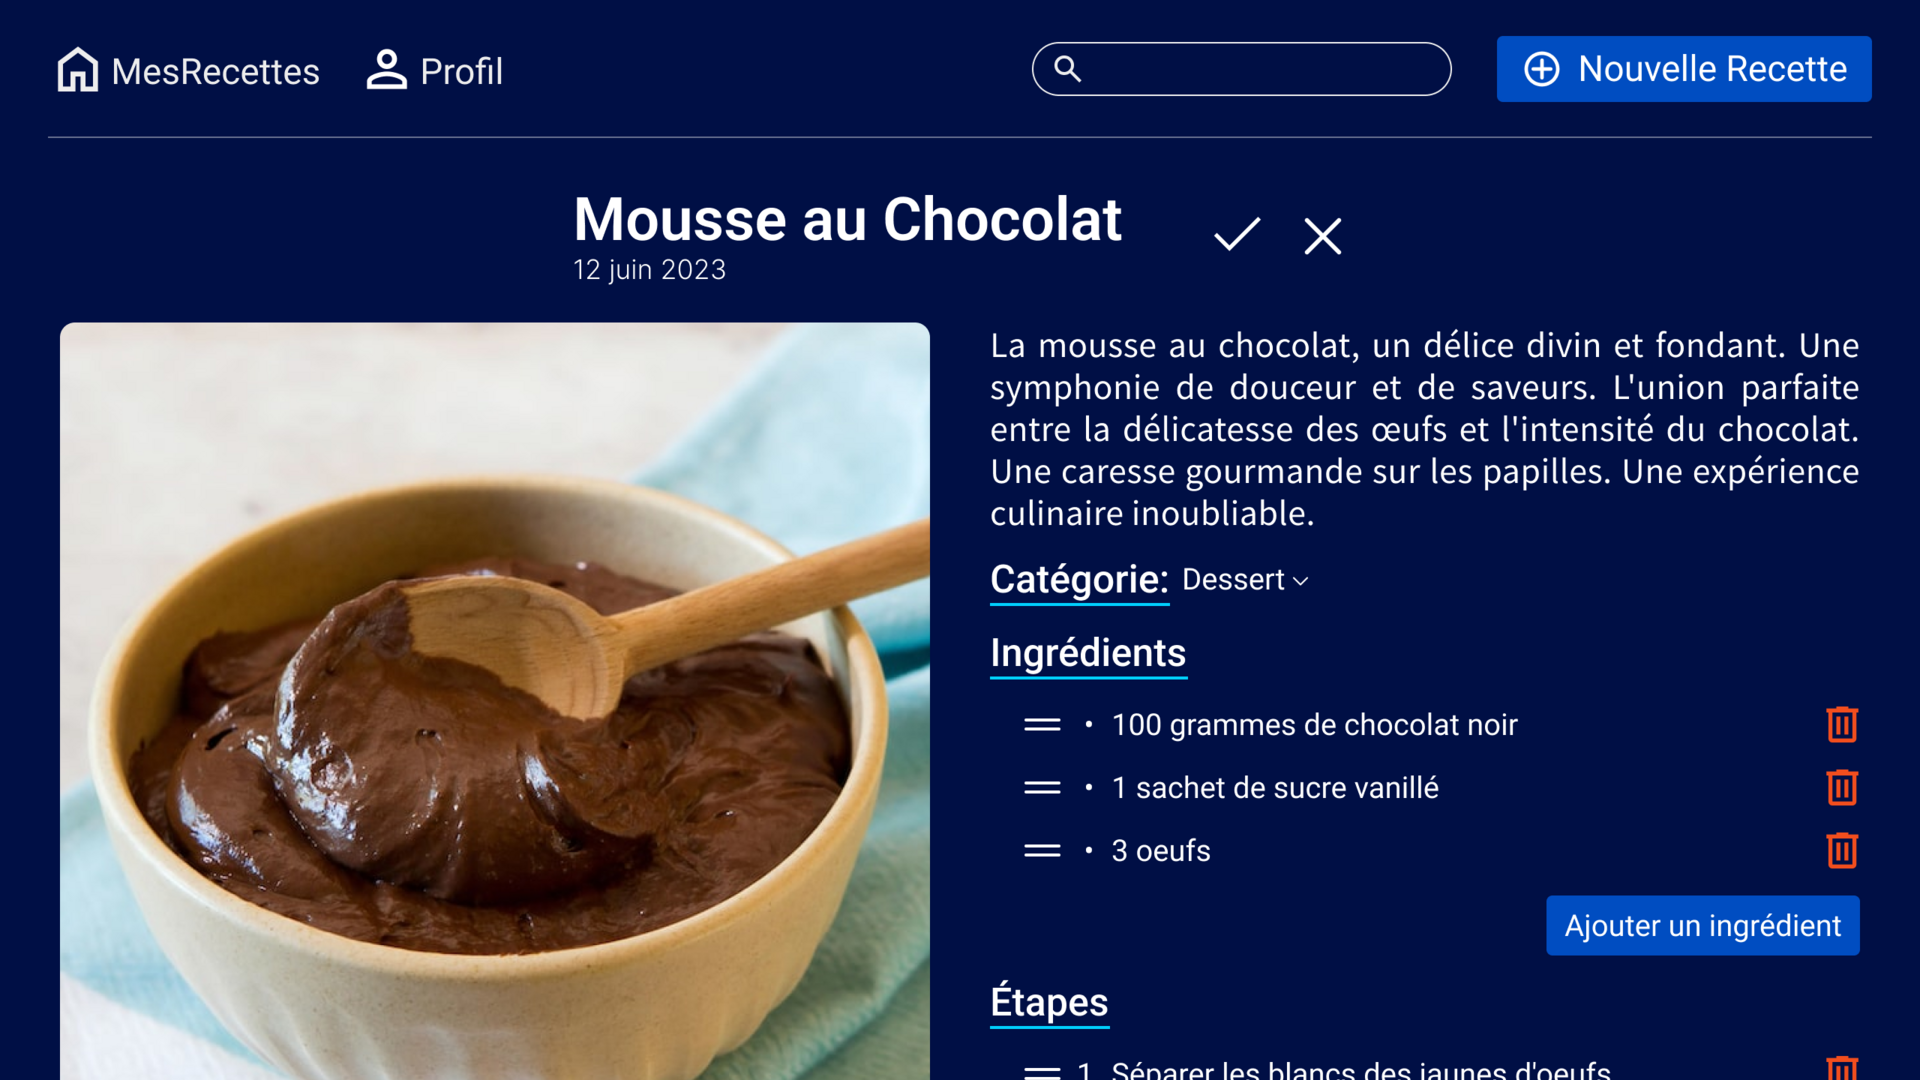 MesRecettes Profil Nouvelle Recette
Mousse au Chocolat
12 juin 2023
La mousse au chocolat, un délice divin et fondant. Une
symphonie de douceur et de saveurs. L'union parfaite
entre la délicatesse des œufs et l'intensité du chocolat.
Une caresse gourmande sur les papilles. Une expérience
culinaire inoubliable.
Catégorie: Dessert
Ingrédients
• 100 grammes de chocolat noir
• 1 sachet de sucre vanillé
• 3 oeufs
Ajouter un ingrédient
Étapes
1 Séparer les blancs des jaunes d'oeufs